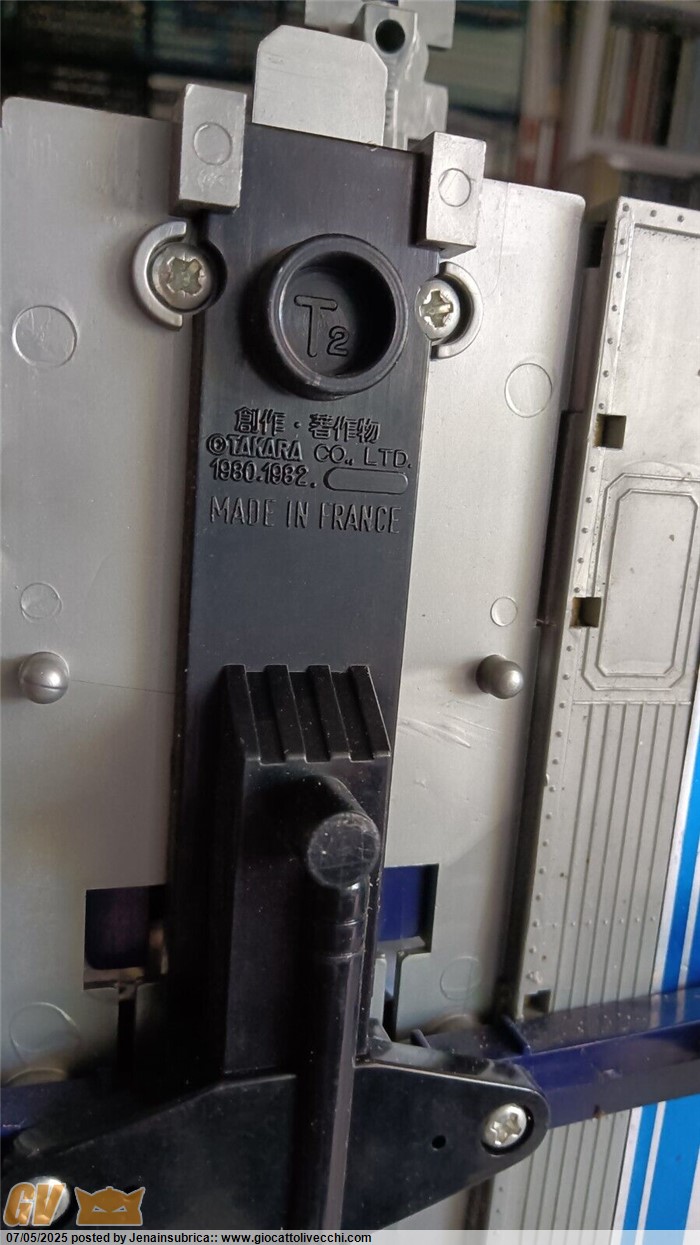 T2
創作・著作物
©TAKARA CO., LTD.
1980.1982.
MADE IN FRANCE
GV
07/05/2025 posted by Jenainsubrica:: www.giocattolivecchi.com